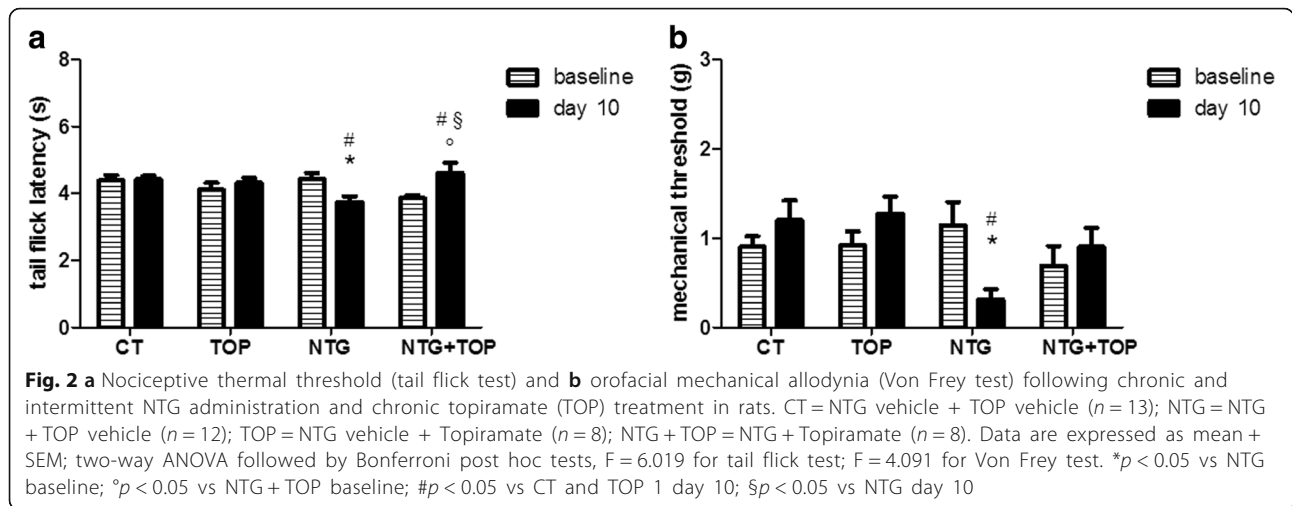 a
8
6
4
2
0
tail flick latency (s)
baseline
day 10
#
*
# §
°
CT TOP NTG NTG+TOP
b
3
2
1
0
mechanical threshold (g)
baseline
day 10
#
*
CT TOP NTG NTG+TOP
Fig. 2 a Nociceptive thermal threshold (tail flick test) and b orofacial mechanical allodynia (Von Frey test) following chronic and
intermittent NTG administration and chronic topiramate (TOP) treatment in rats. CT = NTG vehicle + TOP vehicle (n = 13); NTG = NTG
+ TOP vehicle (n = 12); TOP = NTG vehicle + Topiramate (n = 8); NTG + TOP = NTG + Topiramate (n = 8). Data are expressed as mean +
SEM; two-way ANOVA followed by Bonferroni post hoc tests, F = 6.019 for tail flick test; F = 4.091 for Von Frey test. *p < 0.05 vs NTG
baseline; °p < 0.05 vs NTG + TOP baseline; #p < 0.05 vs CT and TOP 1 day 10; §p < 0.05 vs NTG day 10